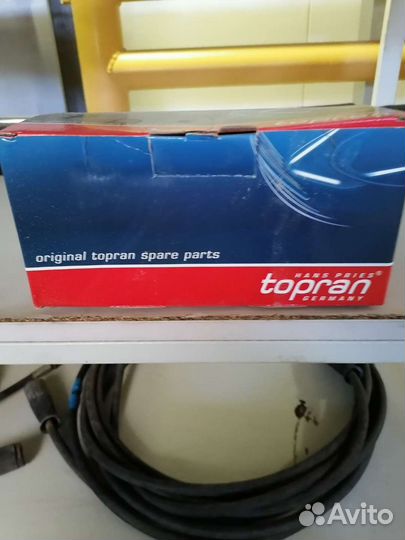 original topran spare parts
HANS PRIES®
topran
GERMANY
Avito